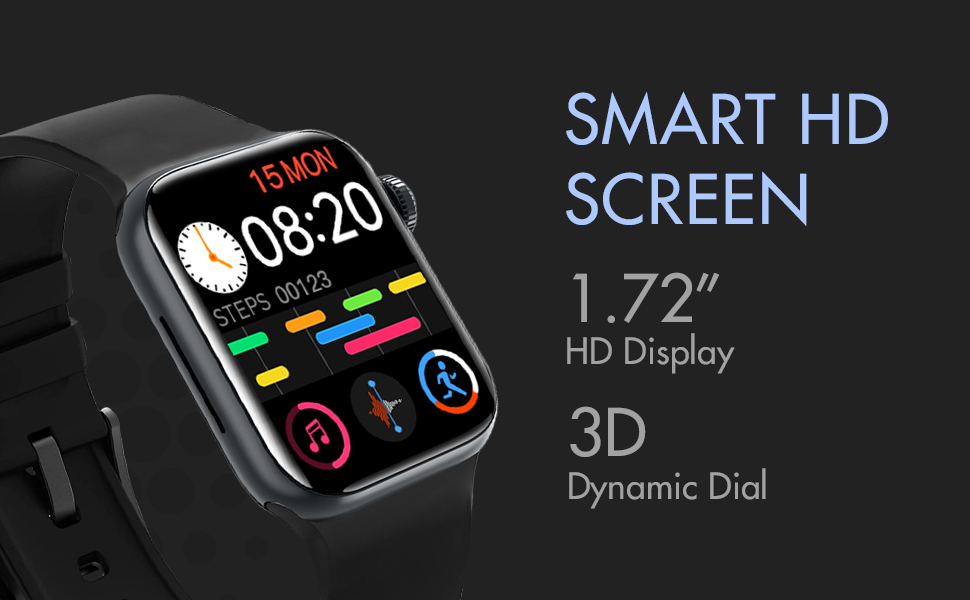 15 MON
08:20
STEPS 00123
SMART HD
SCREEN
1.72”
HD Display
3D
Dynamic Dial